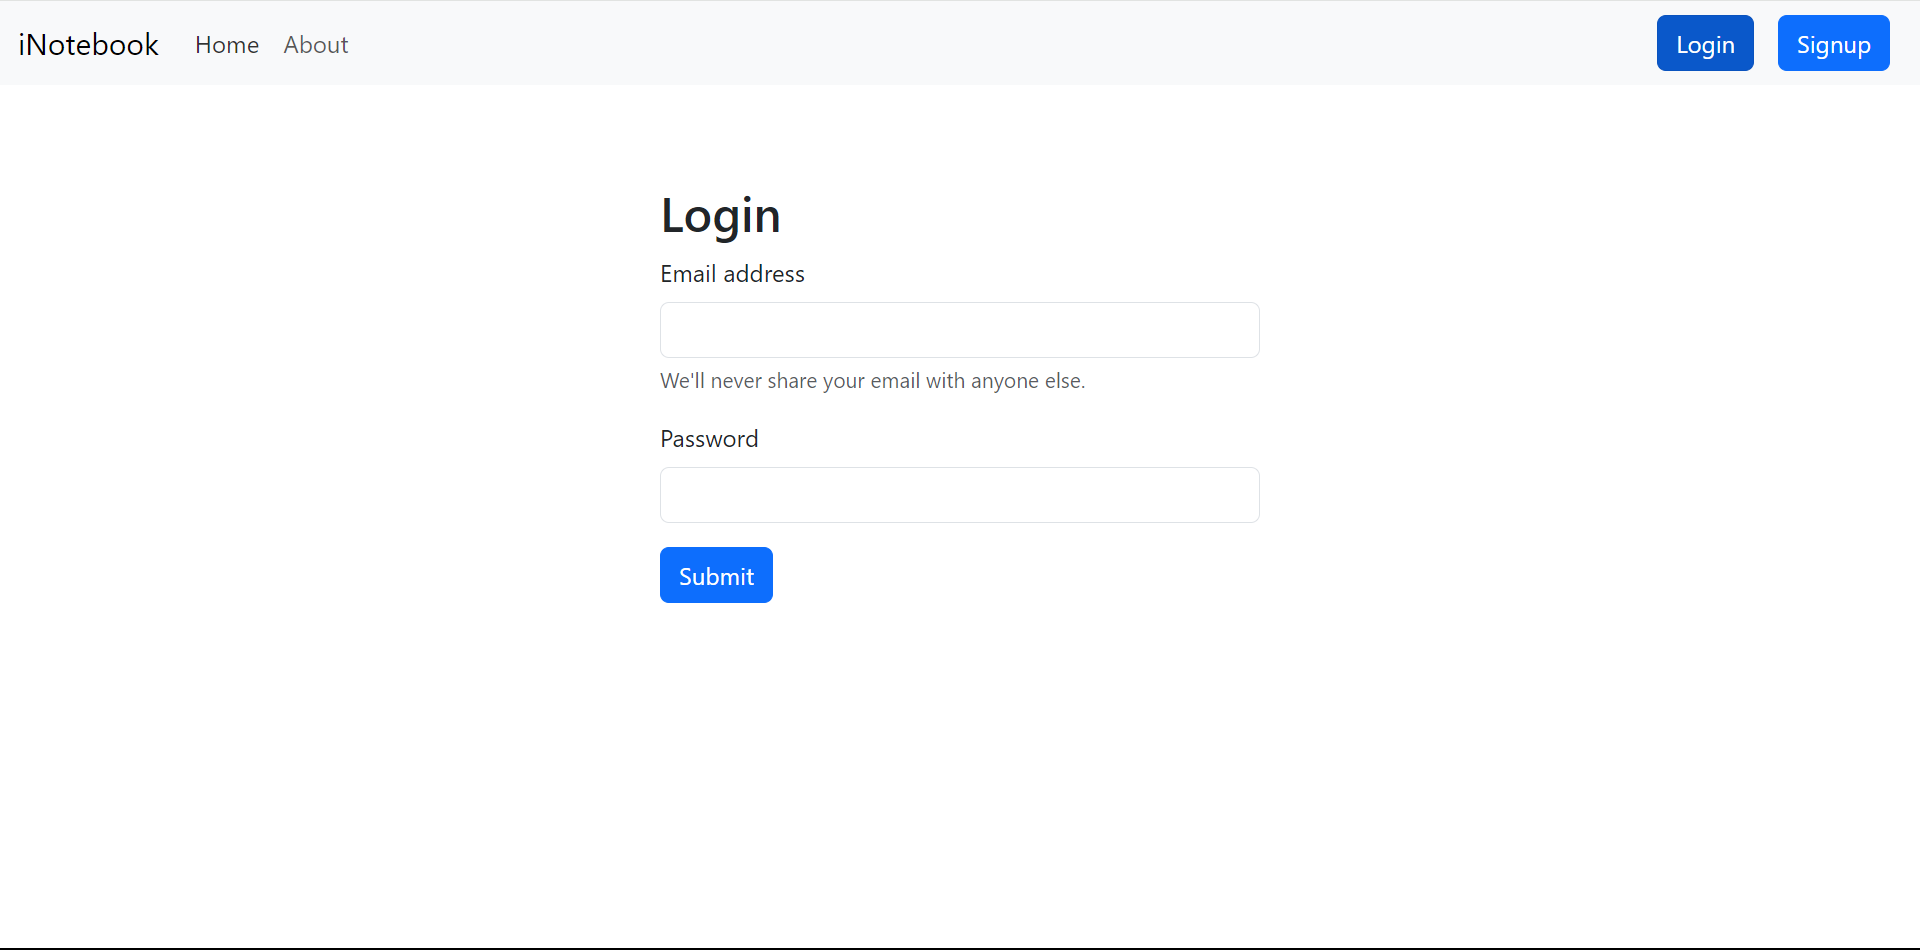 iNotebook Home About Login Signup
Login
Email address
We'll never share your email with anyone else.
Password
Submit